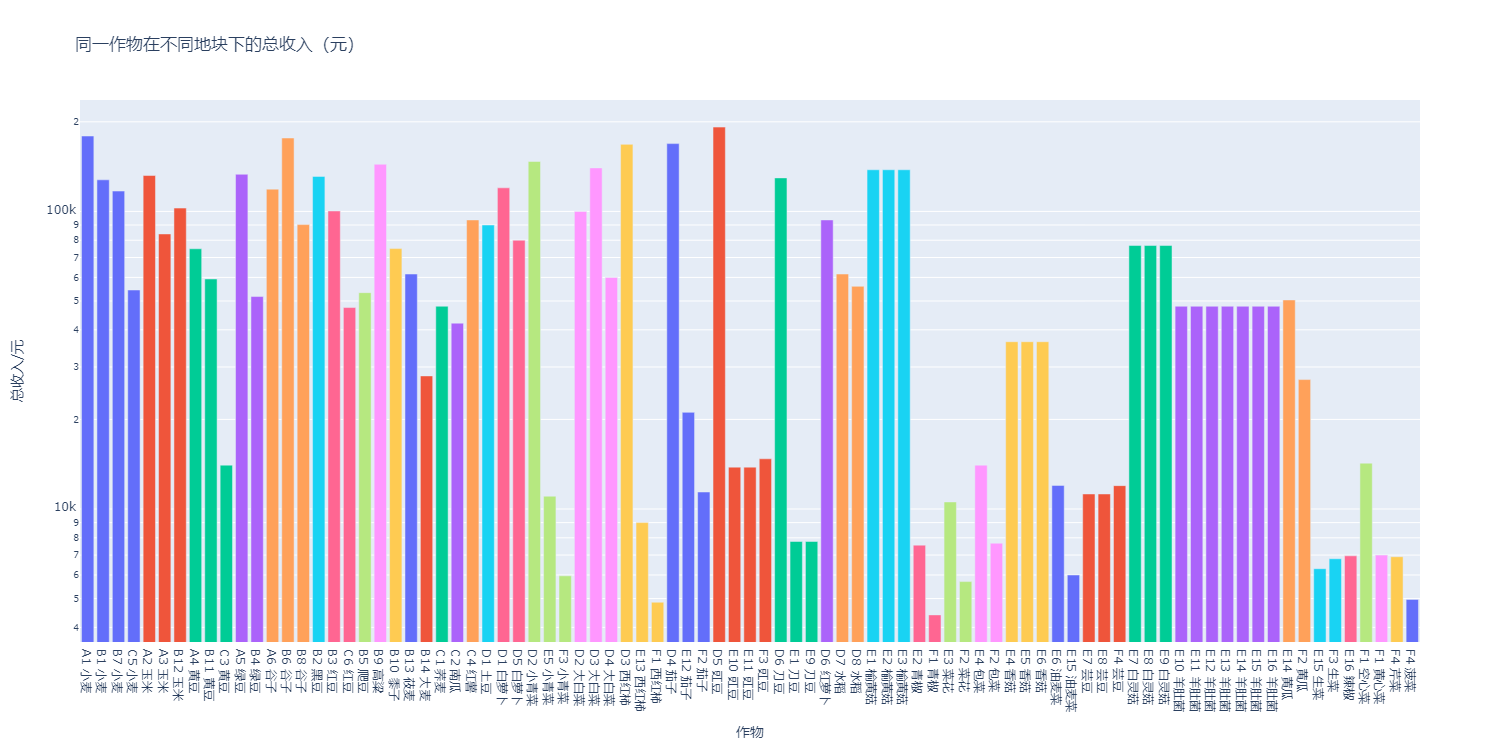 同一作物在不同地块下的总收入（元）
总收入/元
2
100k
9
8
7
6
5
4
3
2
10k
9
8
7
6
5
4
A1 小麦
B1 小麦
B7 小麦
C5 小麦
A2 玉米
A3 玉米
B12 玉米
A4 黄豆
B11 黄豆
C3 黄豆
A5 绿豆
B4 绿豆
A6 谷子
B6 谷子
B8 谷子
B2 黑豆
B3 红豆
C6 红豆
B5 爬豆
B9 高粱
B10 黍子
B13 莜麦
B14 大麦
C1 荞麦
C2 南瓜
C4 红薯
D1 土豆
D1 白萝卜
D5 白萝卜
D2 小青菜
E5 小青菜
F3 小青菜
D2 大白菜
D3 大白菜
D4 大白菜
D3 西红柿
E13 西红柿
F1 西红柿
D4 茄子
E12 茄子
F2 茄子
D5 豇豆
E10 豇豆
E11 豇豆
F3 豇豆
D6 刀豆
E1 刀豆
E9 刀豆
D6 红萝卜
D7 水稻
D8 水稻
E1 榆黄菇
E2 榆黄菇
E3 榆黄菇
E2 青椒
F1 青椒
E3 菜花
F2 菜花
E4 包菜
F2 包菜
E4 香菇
E5 香菇
E6 香菇
E6 油麦菜
E15 油麦菜
E7 芸豆
E8 芸豆
F4 芸豆
E7 白灵菇
E8 白灵菇
E9 白灵菇
E10 羊肚菌
E11 羊肚菌
E12 羊肚菌
E13 羊肚菌
E14 羊肚菌
E15 羊肚菌
E16 羊肚菌
E14 黄瓜
F2 黄瓜
E15 生菜
F3 生菜
E16 辣椒
F1 空心菜
F1 黄心菜
F4 芹菜
F4 菠菜
作物